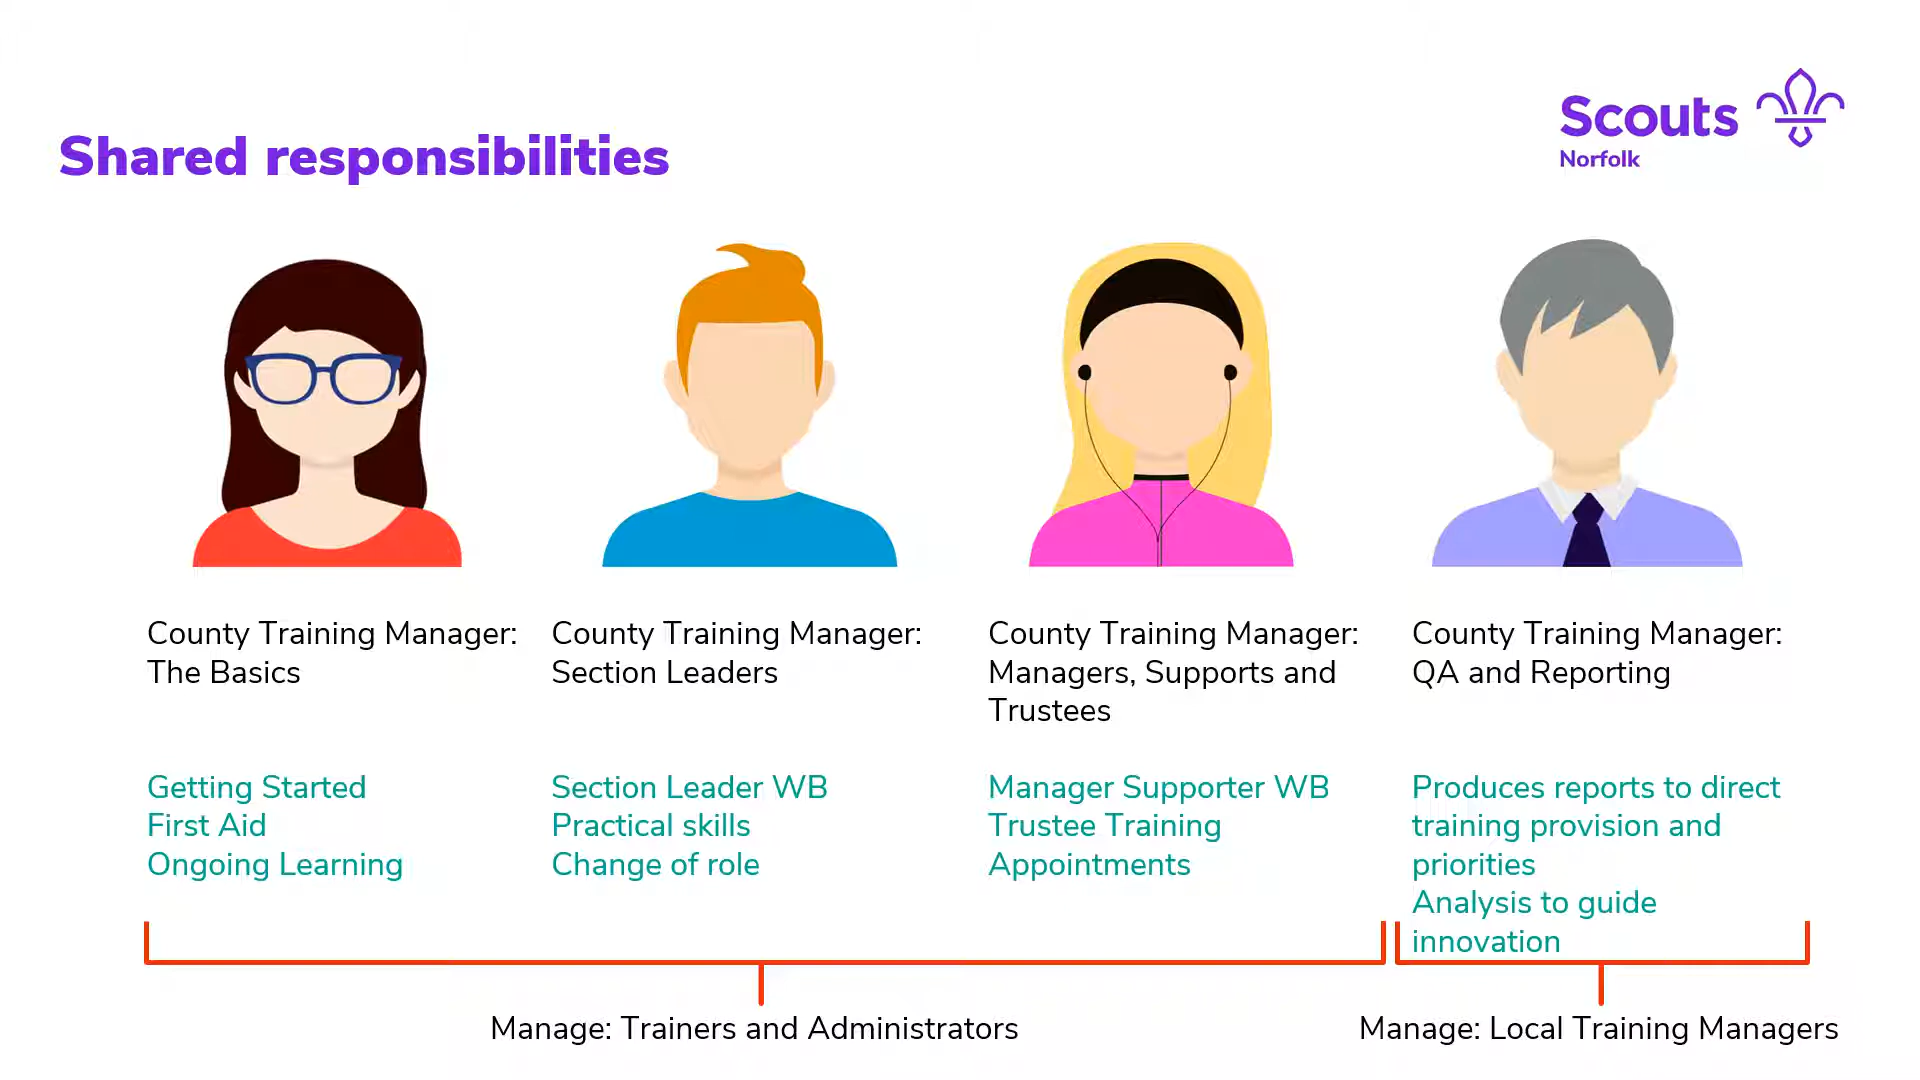 Shared responsibilities
Scouts
Norfolk
County Training Manager:
The Basics
County Training Manager:
Section Leaders
County Training Manager:
Managers, Supports and
Trustees
County Training Manager:
QA and Reporting
Getting Started
First Aid
Ongoing Learning
Section Leader WB
Practical skills
Change of role
Manager Supporter WB
Trustee Training
Appointments
Produces reports to direct
training provision and
priorities
Analysis to guide
innovation
Manage: Trainers and Administrators
Manage: Local Training Managers